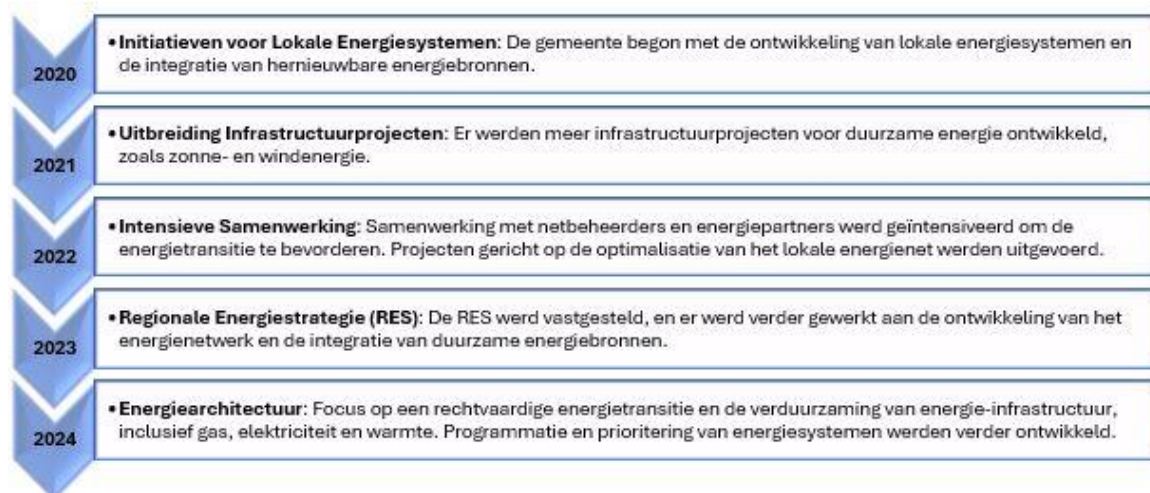 2020
• Initiatieven voor Lokale Energiesystemen: De gemeente begon met de ontwikkeling van lokale energiesystemen en
de integratie van hernieuwbare energiebronnen.
2021
• Uitbreiding Infrastructuurprojecten: Er werden meer infrastructuurprojecten voor duurzame energie ontwikkeld,
zoals zonne- en windenergie.
2022
• Intensieve Samenwerking: Samenwerking met netbeheerders en energiepartners werd geïntensiveerd om de
energietransitie te bevorderen. Projecten gericht op de optimalisatie van het lokale energienet werden uitgevoerd.
2023
• Regionale Energiestrategie (RES): De RES werd vastgesteld, en er werd verder gewerkt aan de ontwikkeling van het
energienetwerk en de integratie van duurzame energiebronnen.
2024
• Energiearchitectuur: Focus op een rechtvaardige energietransitie en de verduurzaming van energie-infrastructuur,
inclusief gas, elektriciteit en warmte. Programmatie en prioritering van energiesystemen werden verder ontwikkeld.